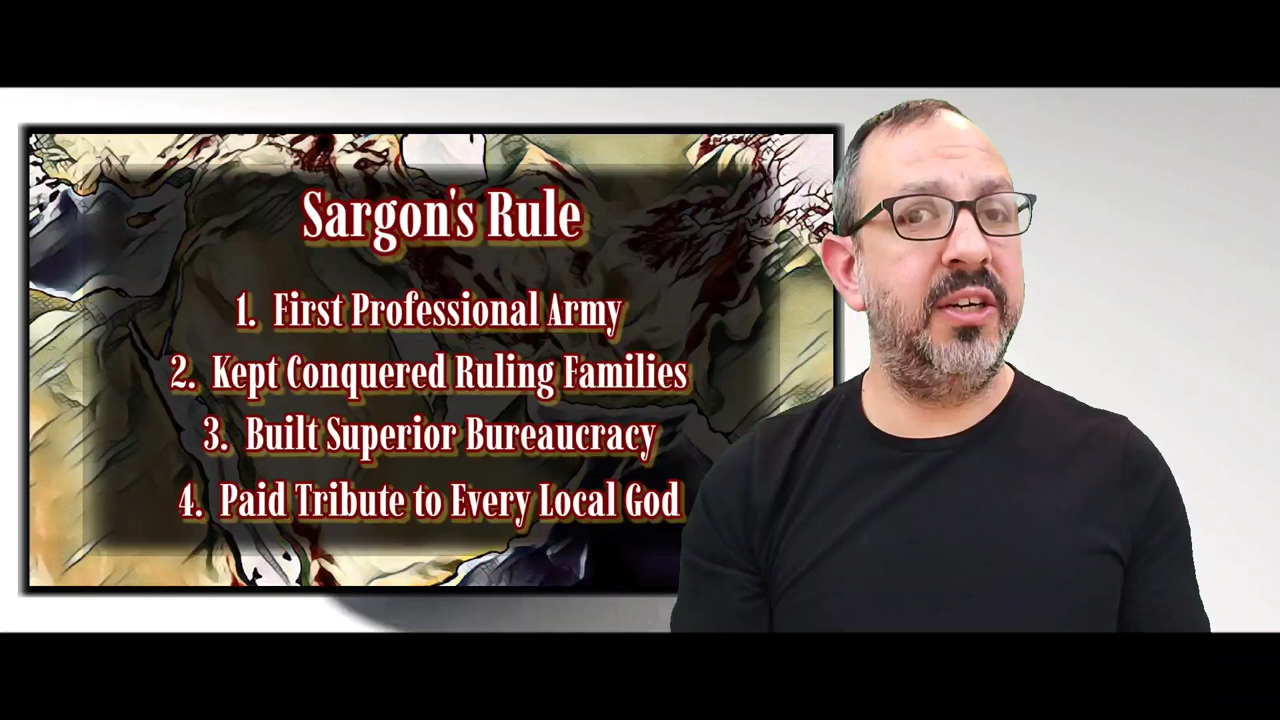 Sargon's Rule
1. First Professional Army
2. Kept Conquered Ruling Families
3. Built Superior Bureaucracy
4. Paid Tribute to Every Local God